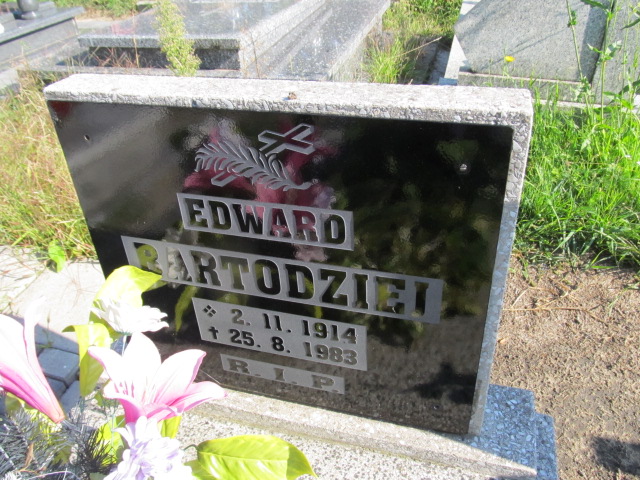 EDWARD
BARTODZIEJ
* 2. 11. 1914
† 25. 8. 1983
R. I. P.